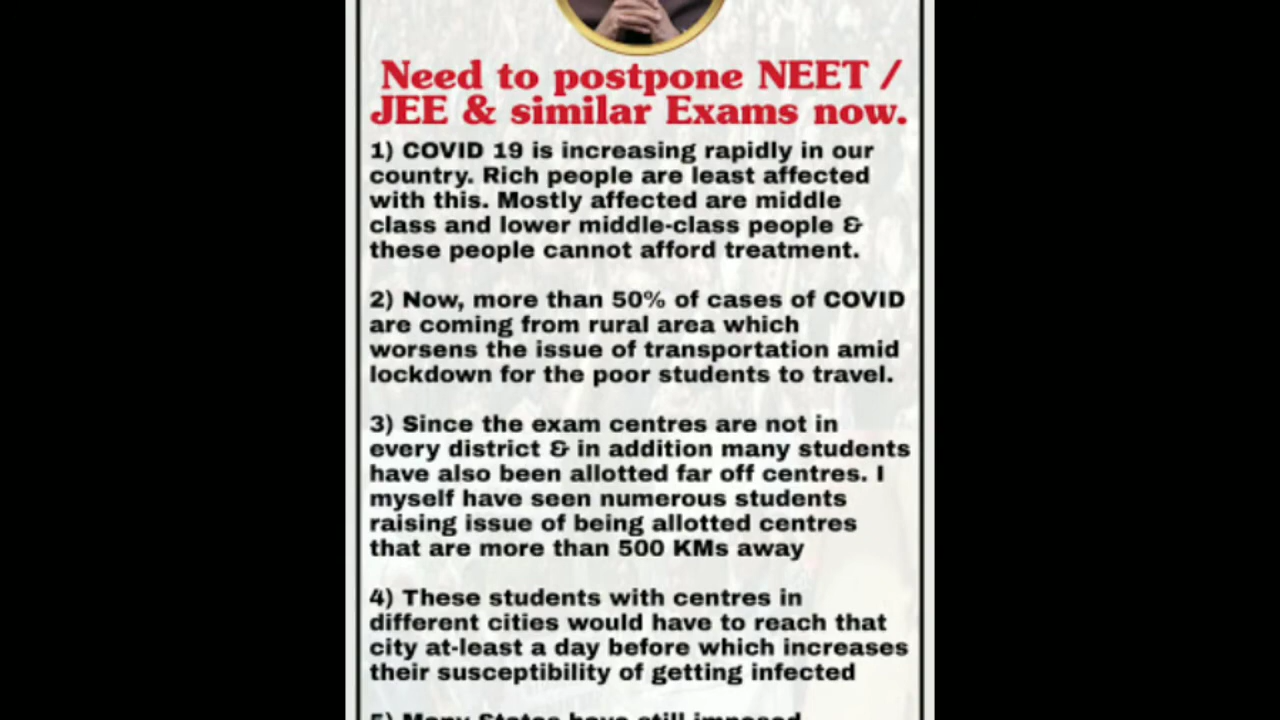 Need to postpone NEET /
JEE & similar Exams now.
1) COVID 19 is increasing rapidly in our
country. Rich people are least affected
with this. Mostly affected are middle
class and lower middle-class people &
these people cannot afford treatment.
2) Now, more than 50% of cases of COVID
are coming from rural area which
worsens the issue of transportation amid
lockdown for the poor students to travel.
3) Since the exam centres are not in
every district & in addition many students
have also been allotted far off centres. I
myself have seen numerous students
raising issue of being allotted centres
that are more than 500 KMs away
4) These students with centres in
different cities would have to reach that
city at-least a day before which increases
their susceptibility of getting infected
5) Many States have still imposed